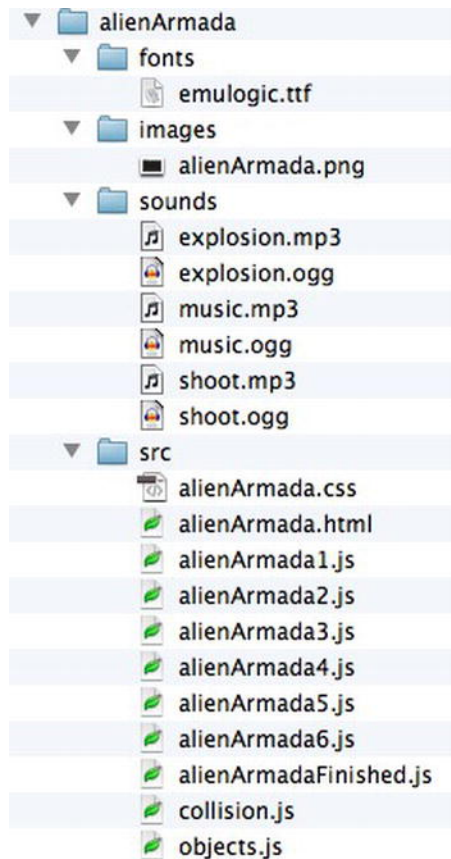 alienArmada
fonts
emulogic.ttf
images
alienArmada.png
sounds
explosion.mp3
explosion.ogg
music.mp3
music.ogg
shoot.mp3
shoot.ogg
src
alienArmada.css
alienArmada.html
alienArmada1.js
alienArmada2.js
alienArmada3.js
alienArmada4.js
alienArmada5.js
alienArmada6.js
alienArmadaFinished.js
collision.js
objects.js